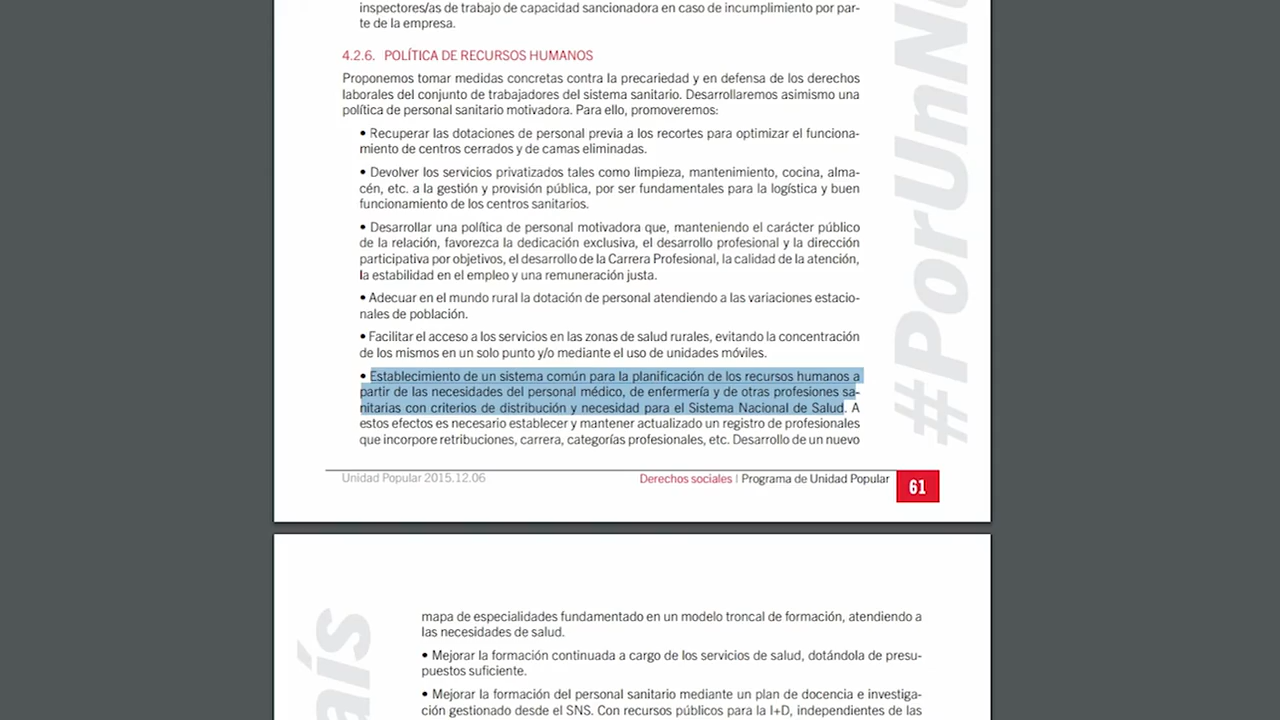 inspectores/as de trabajo de capacidad sancionadora en caso de incumplimiento por par-
te de la empresa.
4.2.6. POLÍTICA DE RECURSOS HUMANOS
Proponemos tomar medidas concretas contra la precariedad y en defensa de los derechos
laborales del conjunto de trabajadores del sistema sanitario. Desarrollaremos asimismo una
política de personal sanitario motivadora. Para ello, promoveremos:
• Recuperar las dotaciones de personal previa a los recortes para optimizar el funciona-
miento de centros cerrados y de camas eliminadas.
• Devolver los servicios privatizados tales como limpieza, mantenimiento, cocina, alma-
cén, etc. a la gestión y provisión pública, por ser fundamentales para la logística y buen
funcionamiento de los centros sanitarios.
• Desarrollar una política de personal motivadora que, manteniendo el carácter público
de la relación, favorezca la dedicación exclusiva, el desarrollo profesional y la dirección
participativa por objetivos, el desarrollo de la Carrera Profesional, la calidad de la atención,
la estabilidad en el empleo y una remuneración justa.
• Adecuar en el mundo rural la dotación de personal atendiendo a las variaciones estacio-
nales de población.
• Facilitar el acceso a los servicios en las zonas de salud rurales, evitando la concentración
de los mismos en un solo punto y/o mediante el uso de unidades móviles.
• Establecimiento de un sistema común para la planificación de los recursos humanos a
partir de las necesidades del personal médico, de enfermería y de otras profesiones sa-
nitarias con criterios de distribución y necesidad para el Sistema Nacional de Salud. A
estos efectos es necesario establecer y mantener actualizado un registro de profesionales
que incorpore retribuciones, carrera, categorías profesionales, etc. Desarrollo de un nuevo
#PorUnNu
Unidad Popular 2015.12.06
Derechos sociales | Programa de Unidad Popular
61
aís
mapa de especialidades fundamentado en un modelo troncal de formación, atendiendo a
las necesidades de salud.
• Mejorar la formación continuada a cargo de los servicios de salud, dotándola de presu-
puestos suficiente.
• Mejorar la formación del personal sanitario mediante un plan de docencia e investiga-
ción gestionado desde el SNS. Con recursos públicos para la I+D, independientes de las